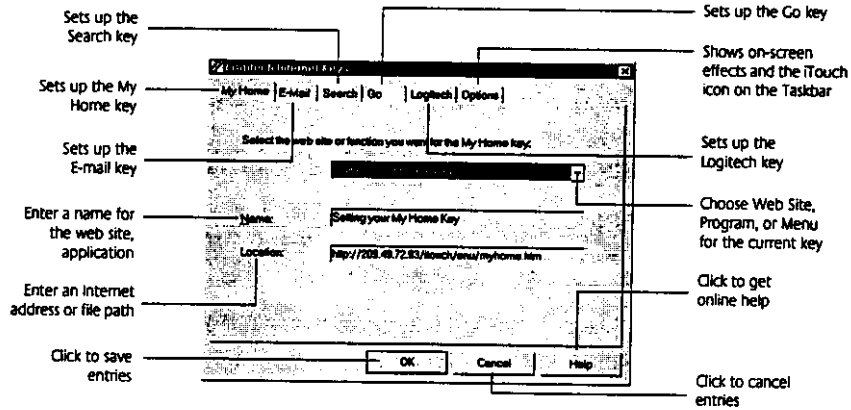 Sets up the
Search key
Sets up the My
Home key
Sets up the
E-mail key
Enter a name for
the web site,
application
Enter an Internet
address or file path
Click to save
entries
Logitech Internet Keys
My Home
E-Mail
Search
Go
Logitech
Options
Select the web site or function you want for the My Home key:
Name:
Setting your My Home Key
Location:
OK
Cancel
Help
Sets up the Go key
Shows on-screen
effects and the iTouch
icon on the Taskbar
Sets up the
Logitech key
Choose Web Site,
Program, or Menu
for the current key
Click to get
online help
Click to cancel
entries